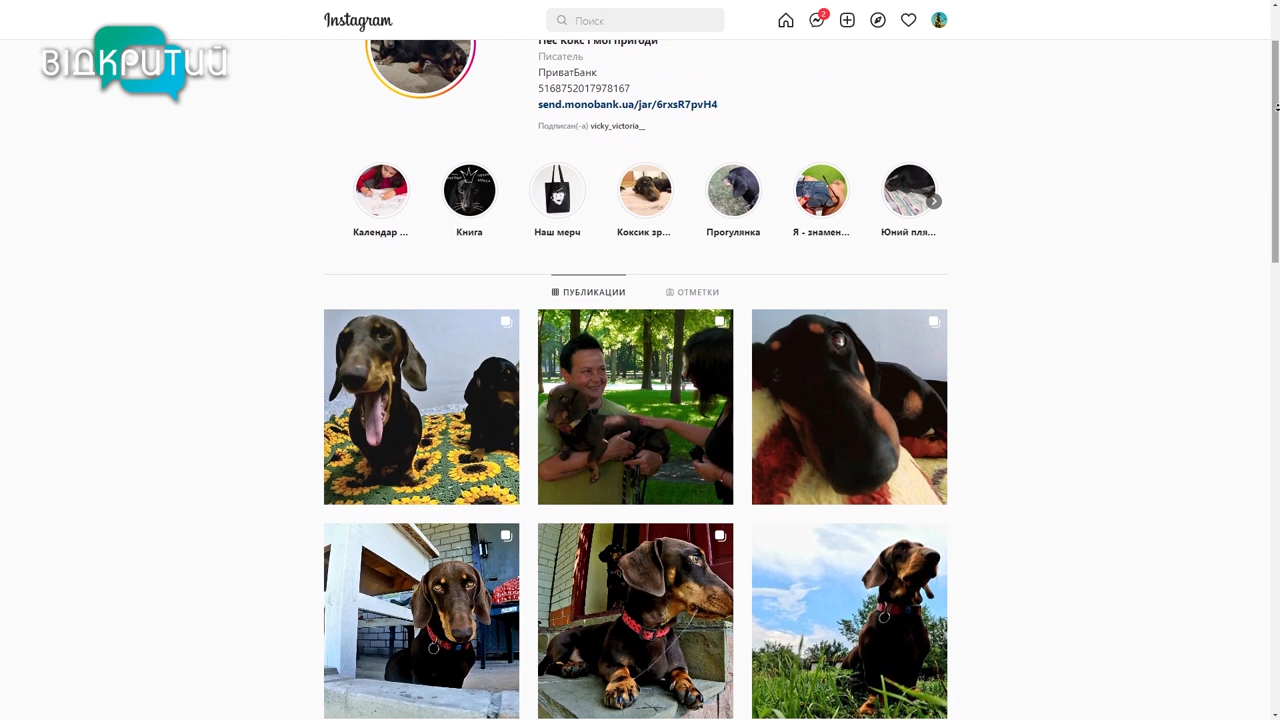 Instagram
Поиск
2
ВІДКРИТИЙ
Пес Кокс і мої пригоди
Писатель
ПриватБанк
5168752017978167
send.monobank.ua/jar/6rxsR7pvH4
Подписан(-а) vicky_victoria__
Календар ...
Книга
Наш мерч
Коксик зр...
Прогулянка
Я - знамен...
Юний пля...
ПУБЛИКАЦИИ
ОТМЕТКИ